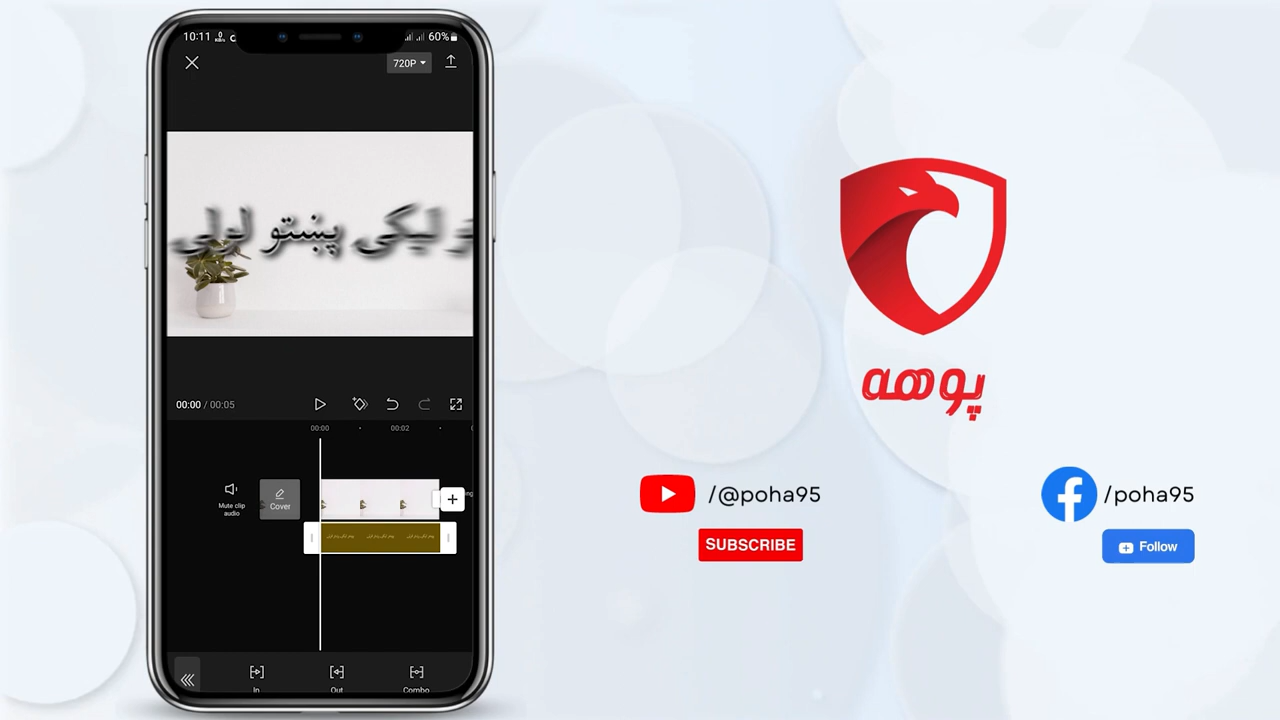 10:11
60%
720P
لیکی پښتو لولی
00:00 / 00:05
00:00
00:02
Mute clip audio
Cover
In
Out
Combo
پوهه
/@poha95
SUBSCRIBE
/poha95
Follow